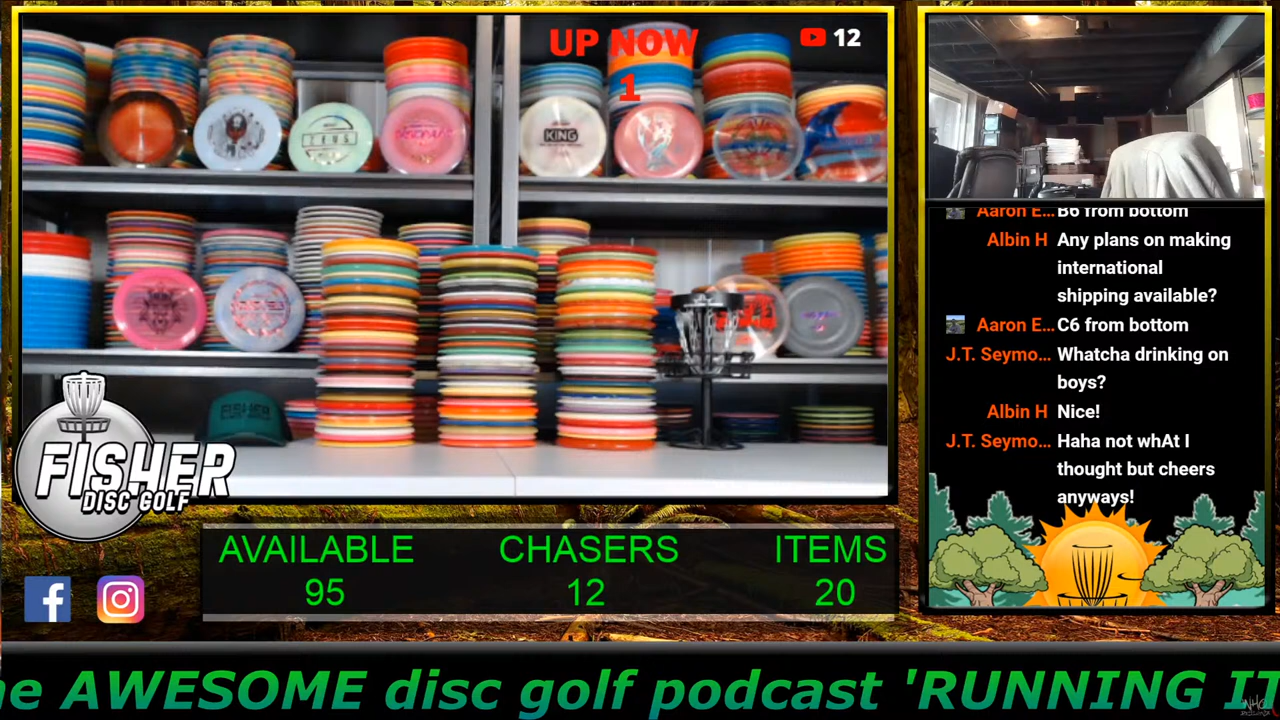 UP NOW
1
12
ZEUS
KING
FISHER
FISHER
DISC GOLF
AVAILABLE
95
CHASERS
12
ITEMS
20
Aaron E... B6 from bottom
Albin H Any plans on making
international
shipping available?
Aaron E... C6 from bottom
J.T. Seymo... Whatcha drinking on
boys?
Albin H Nice!
J.T. Seymo... Haha not whAt I
thought but cheers
anyways!
he AWESOME disc golf podcast 'RUNNING IT